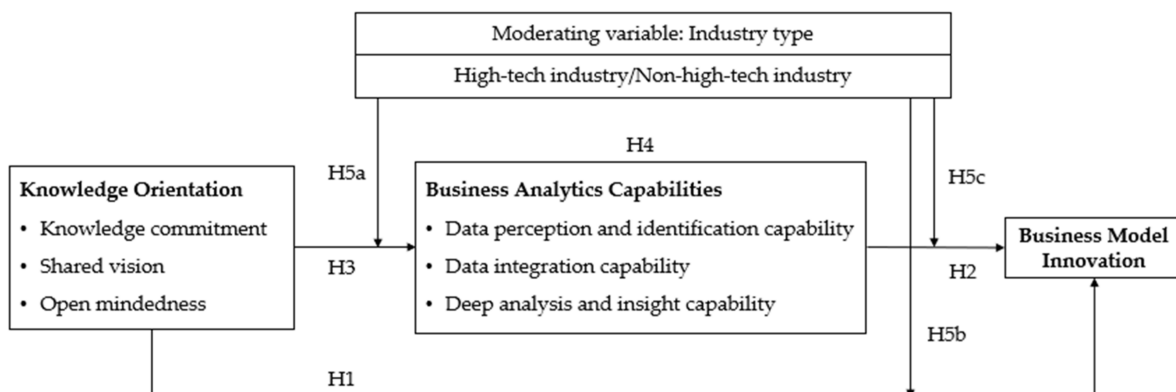 Moderating variable: Industry type
High-tech industry/Non-high-tech industry
H4
H5a
H5c
Knowledge Orientation
• Knowledge commitment
• Shared vision
• Open mindedness
H3
Business Analytics Capabilities
• Data perception and identification capability
• Data integration capability
• Deep analysis and insight capability
H2
Business Model
Innovation
H5b
H1